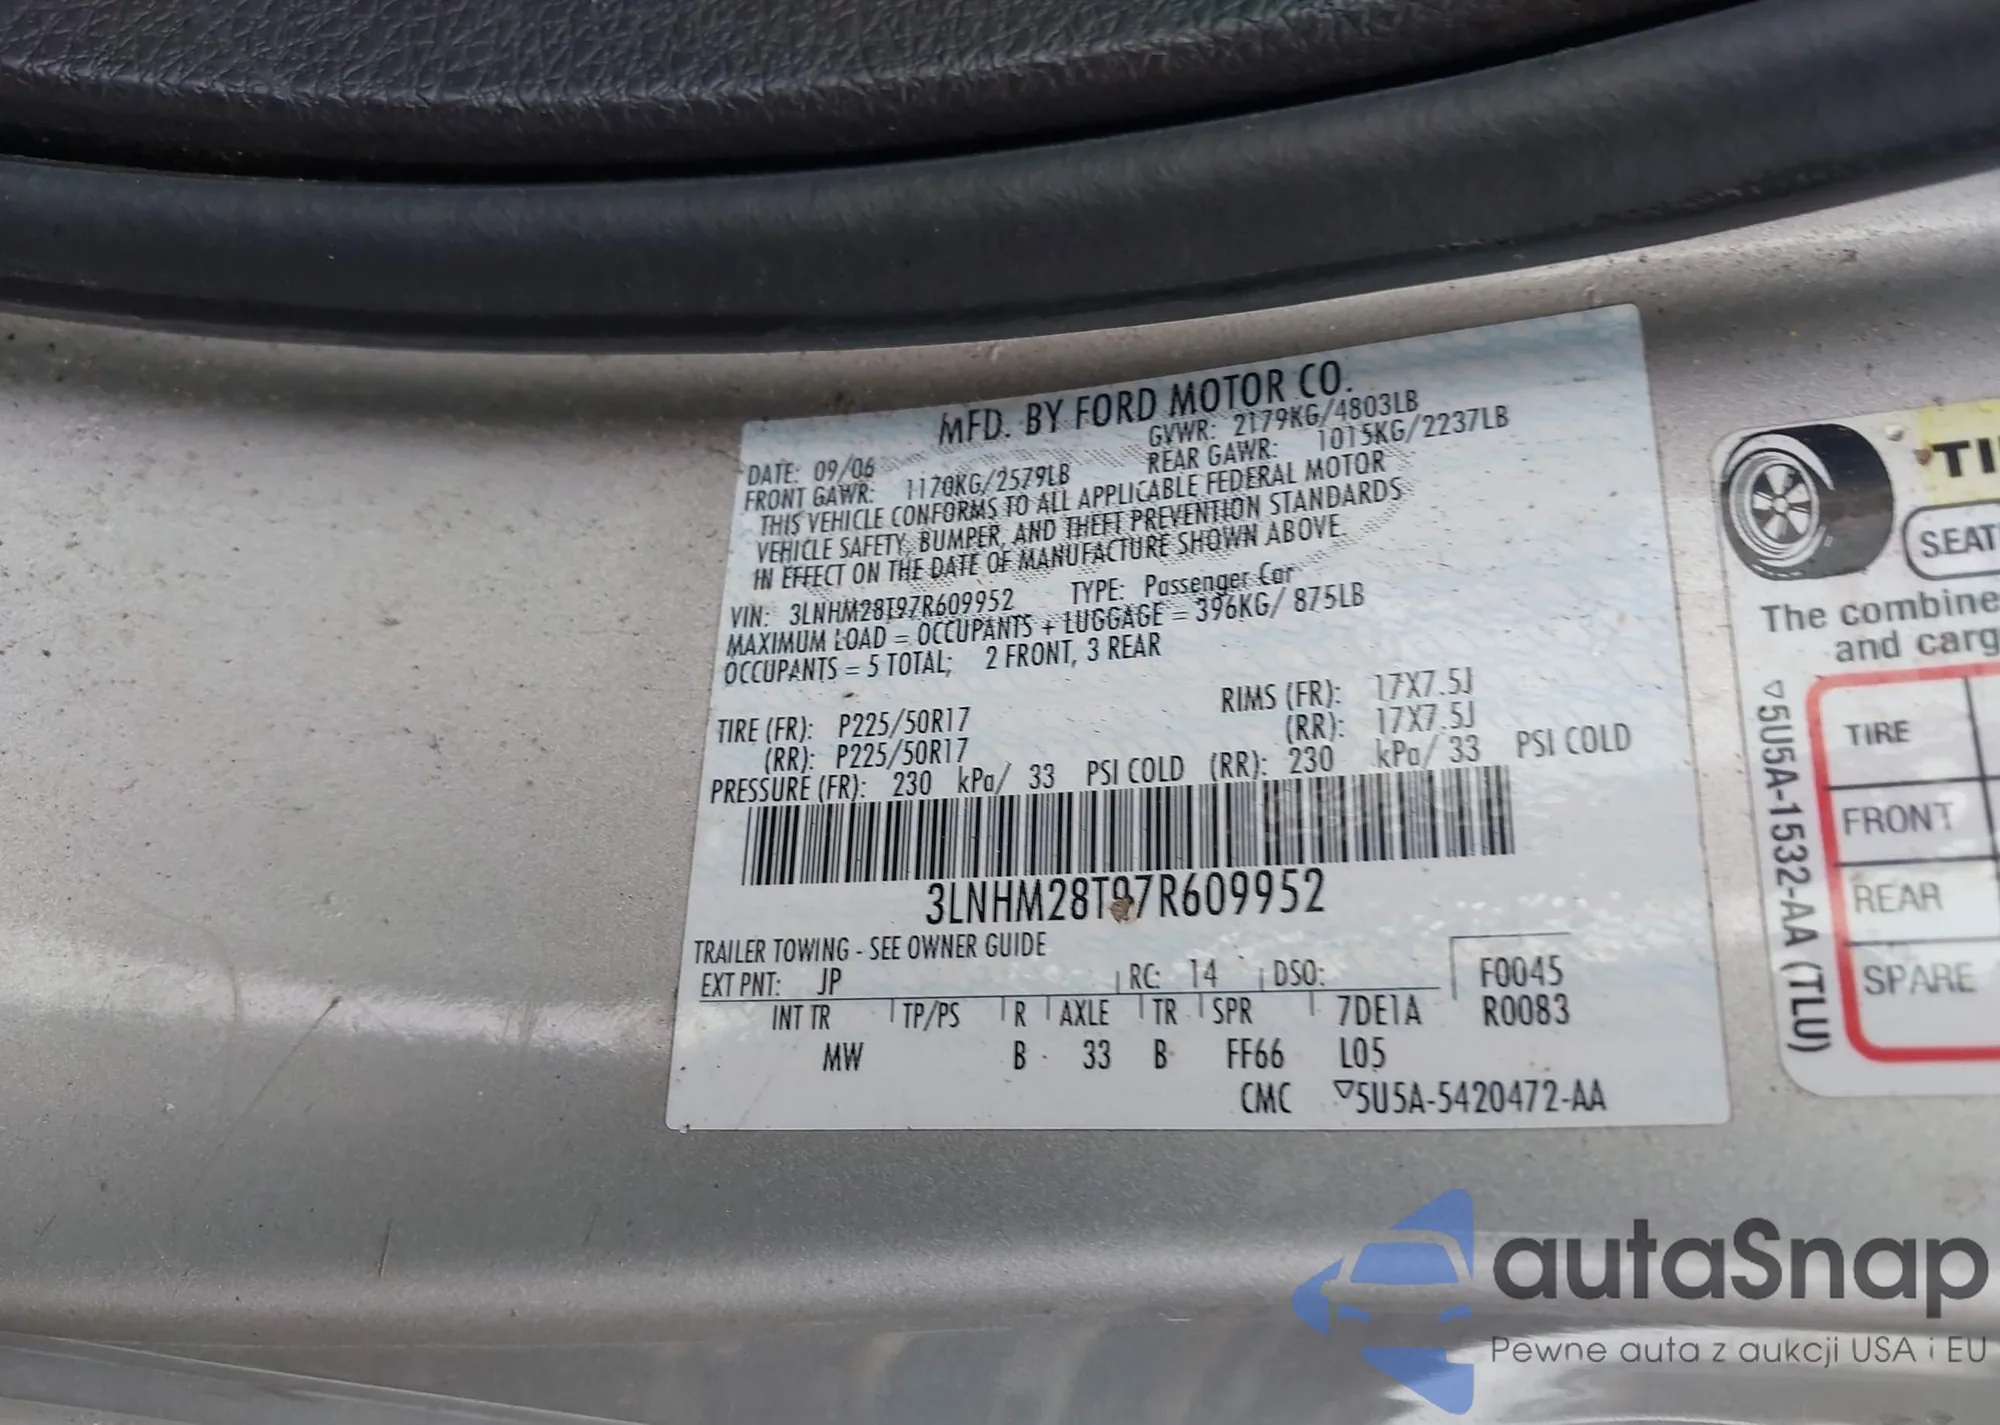 MFD. BY FORD MOTOR CO.
DATE: 09/06 GVWR: 2179KG/4803LB
FRONT GAWR: 1170KG/2579LB REAR GAWR: 1015KG/2237LB
THIS VEHICLE CONFORMS TO ALL APPLICABLE FEDERAL MOTOR
VEHICLE SAFETY, BUMPER, AND THEFT PREVENTION STANDARDS
IN EFFECT ON THE DATE OF MANUFACTURE SHOWN ABOVE.
VIN: 3LNHM28T97R609952 TYPE: Passenger Car
MAXIMUM LOAD = OCCUPANTS + LUGGAGE = 396KG/ 875LB
OCCUPANTS = 5 TOTAL; 2 FRONT, 3 REAR
TIRE (FR): P225/50R17 RIMS (FR): 17X7.5J
(RR): P225/50R17 (RR): 17X7.5J
PRESSURE (FR): 230 kPa/ 33 PSI COLD (RR): 230 kPa/ 33 PSI COLD
3LNHM28T97R609952
TRAILER TOWING - SEE OWNER GUIDE
EXT PNT: JP RC: 14 DSO: F0045
INT TR TP/PS R AXLE TR SPR 7DE1A R0083
MW B 33 B FF66 L05
CMC ▽5U5A-5420472-AA
TI
SEAT
The combine
and carg
▽5U5A-1532-AA (TLU)
TIRE
FRONT
REAR
SPARE
autaSnap
Pewne auta z aukcji USA i EU